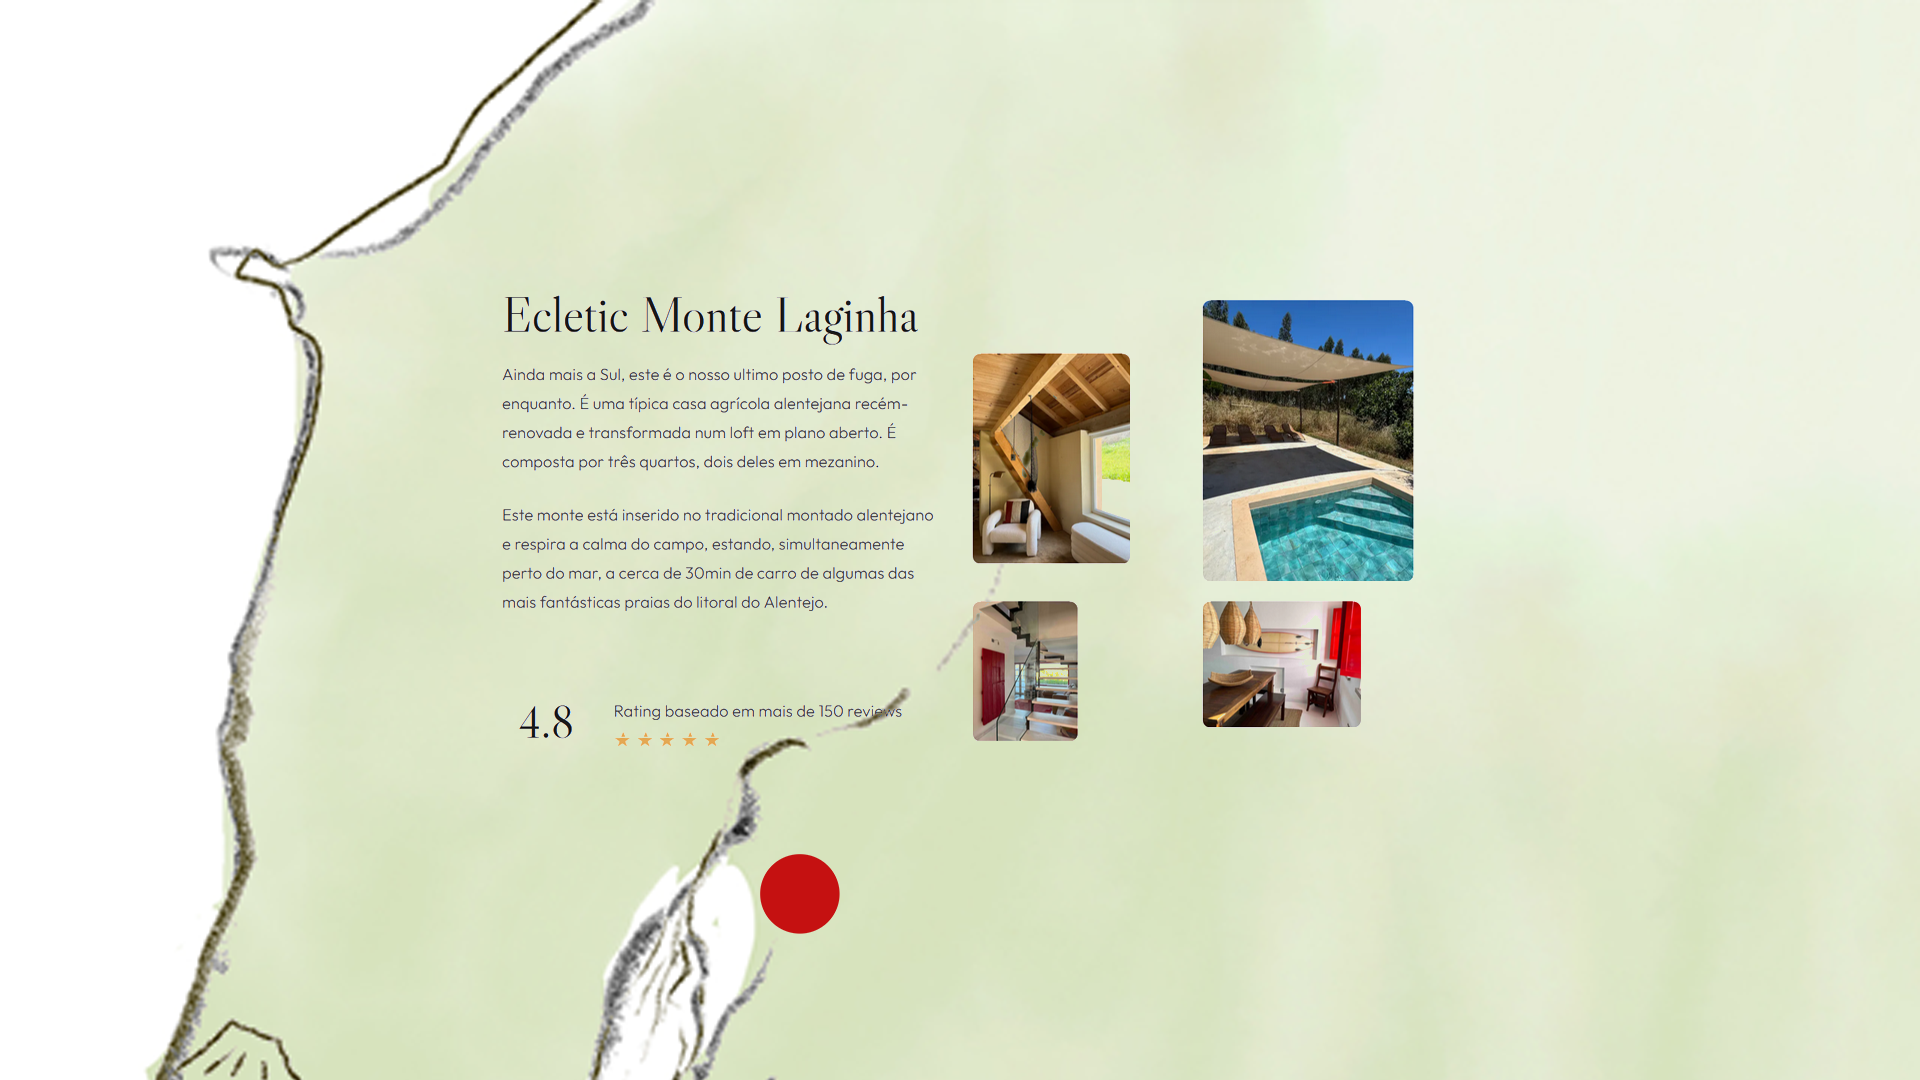 Ecletic Monte Laginha
Ainda mais a Sul, este é o nosso ultimo posto de fuga, por
enquanto. É uma típica casa agrícola alentejana recém-
renovada e transformada num loft em plano aberto. É
composta por três quartos, dois deles em mezanino.
Este monte está inserido no tradicional montado alentejano
e respira a calma do campo, estando, simultaneamente
perto do mar, a cerca de 30min de carro de algumas das
mais fantásticas praias do litoral do Alentejo.
4.8
Rating baseado em mais de 150 reviews